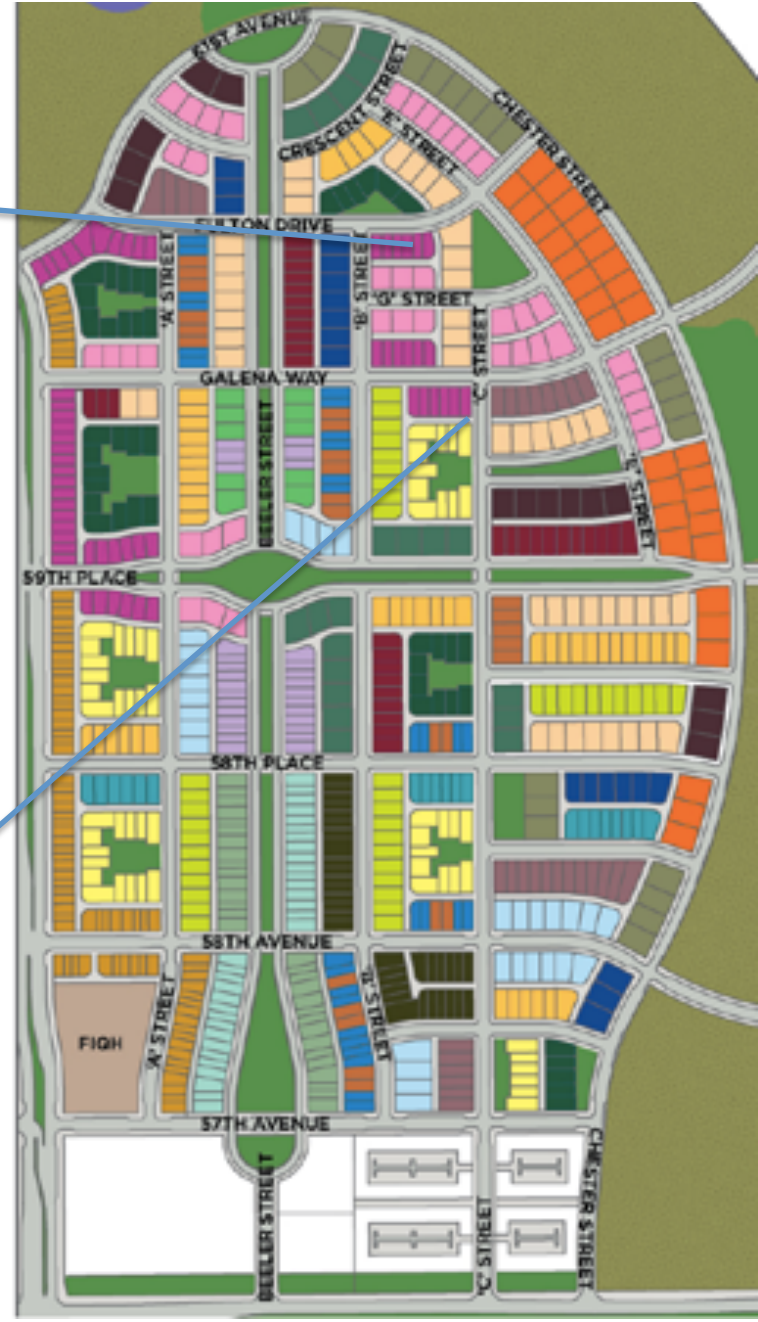 61ST AVENUE
CRESCENT STREET
'E' STREET
CHESTER STREET
FULTON DRIVE
'A' STREET
'B' STREET
'G' STREET
'C' STREET
GALENA WAY
BEELER STREET
'E' STREET
59TH PLACE
58TH PLACE
58TH AVENUE
'A' STREET
'B' STREET
FIQH
57TH AVENUE
BEELER STREET
'C' STREET
CHESTER STREET